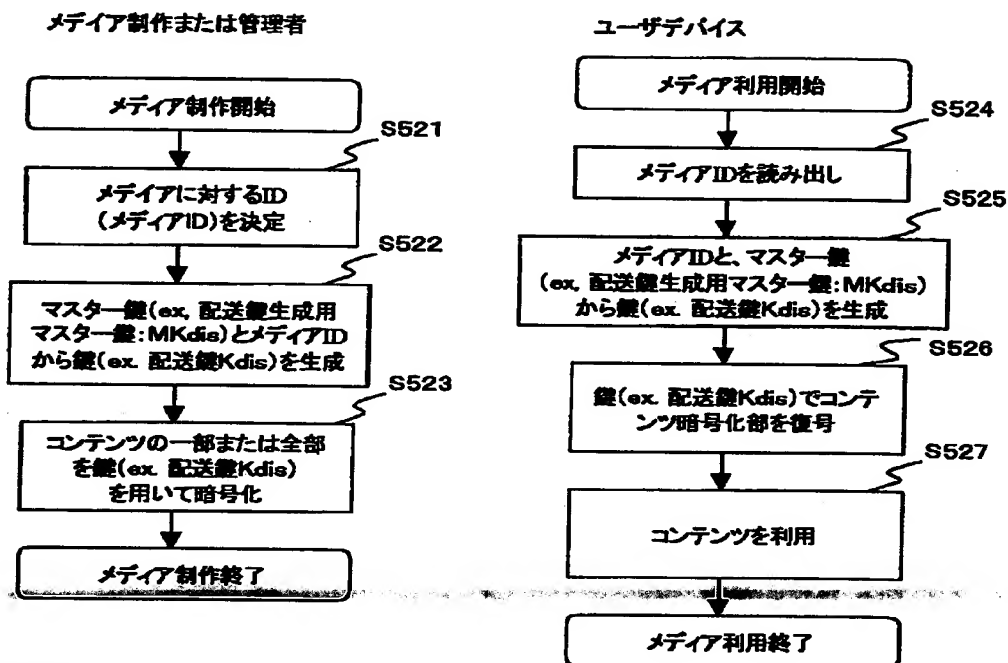 メデイア制作または管理者
メディア制作開始
S521
メデイアに対するID
(メディアID)を決定
S522
マスター鍵(ex, 配送鍵生成用
マスター鍵:MKdis)とメディアID
から鍵(ex. 配送鍵Kdis)を生成
S523
コンテンツの一部または全部
を鍵(ex. 配送鍵Kdis)
を用いて暗号化
メディア制作終了
ユーザデバイス
メディア利用開始
S524
メディアIDを読み出し
S525
メディアIDと、マスター鍵
(ex, 配送鍵生成用マスター鍵:MKdis)
から鍵(ex. 配送鍵Kdis)を生成
S526
鍵(ex. 配送鍵Kdis)でコンテ
ンツ暗号化部を復号
S527
コンテンツを利用
メディア利用終了